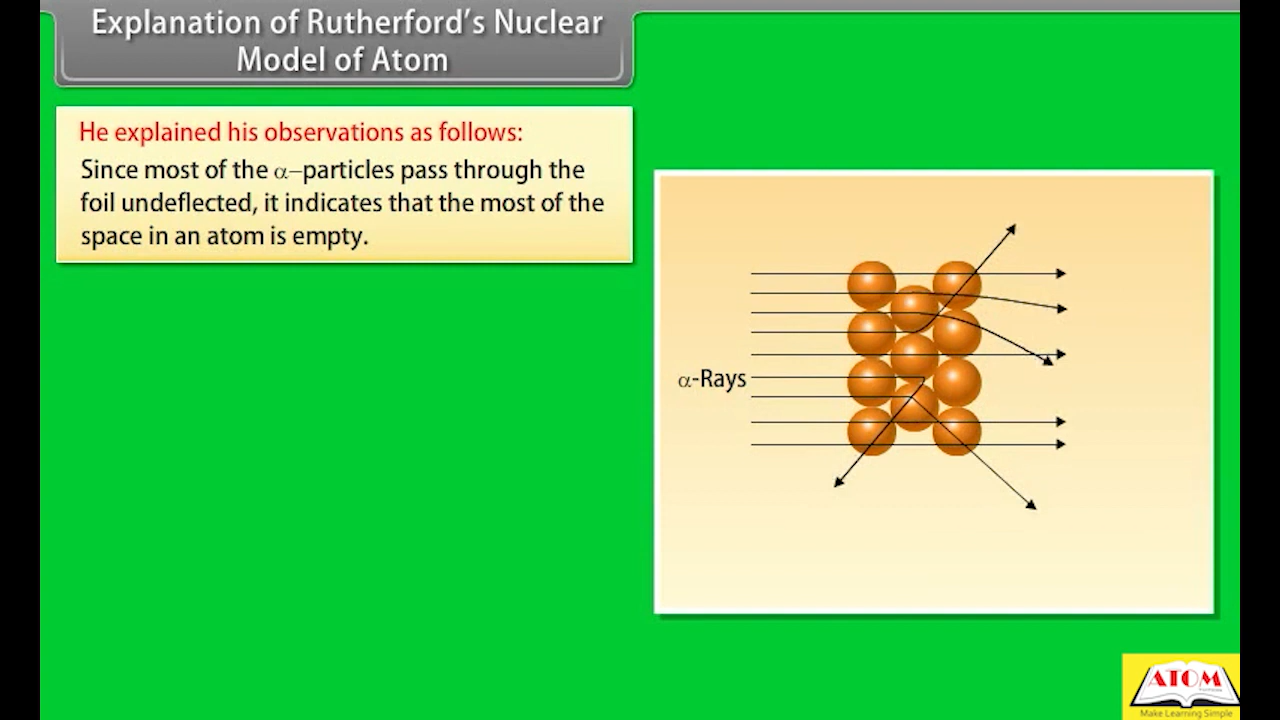 Explanation of Rutherford’s Nuclear
Model of Atom
He explained his observations as follows:
Since most of the α–particles pass through the
foil undeflected, it indicates that the most of the
space in an atom is empty.
α-Rays
ATOM
Make Learning Simple